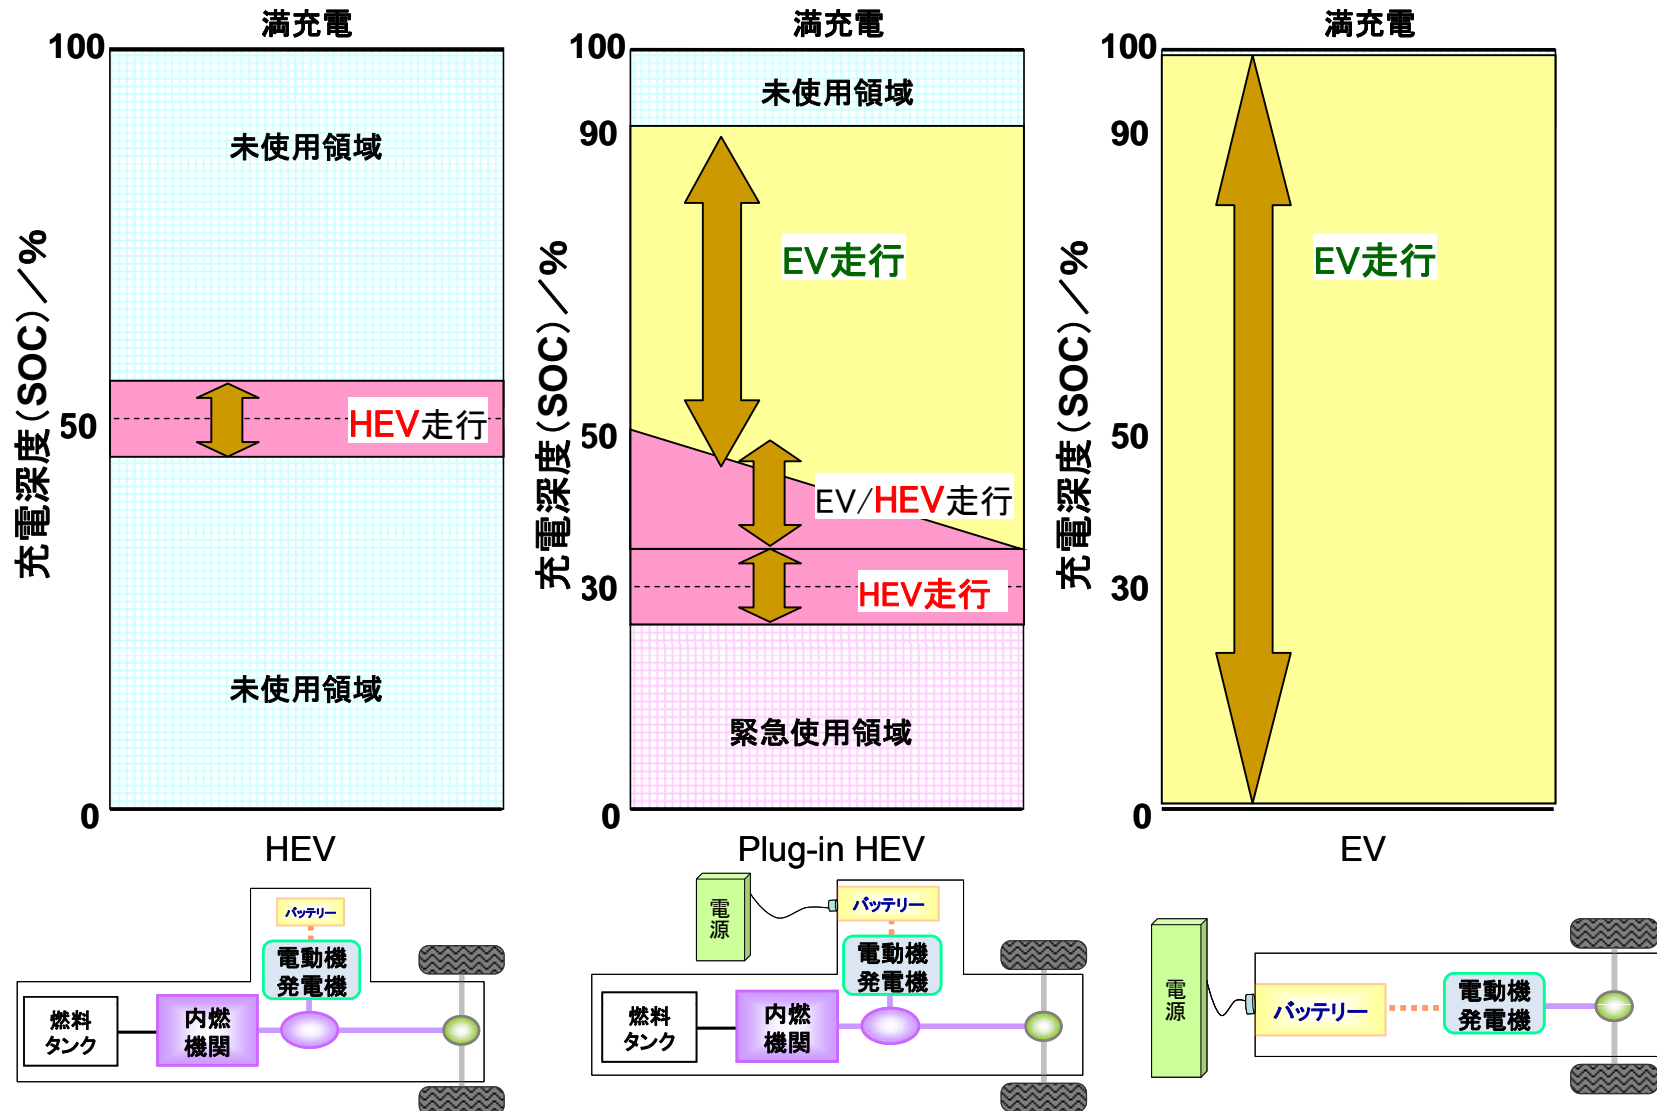 満充電
100
未使用領域
充電深度(SOC)／%
50
HEV走行
未使用領域
0
HEV
バッテリー
電動機
発電機
燃料
タンク
内燃
機関
満充電
100
未使用領域
90
EV走行
充電深度(SOC)／%
50
EV/HEV走行
30
HEV走行
緊急使用領域
0
Plug-in HEV
電
源
バッテリー
電動機
発電機
燃料
タンク
内燃
機関
満充電
100
90
EV走行
充電深度(SOC)／%
50
30
0
EV
電
源
バッテリー
電動機
発電機